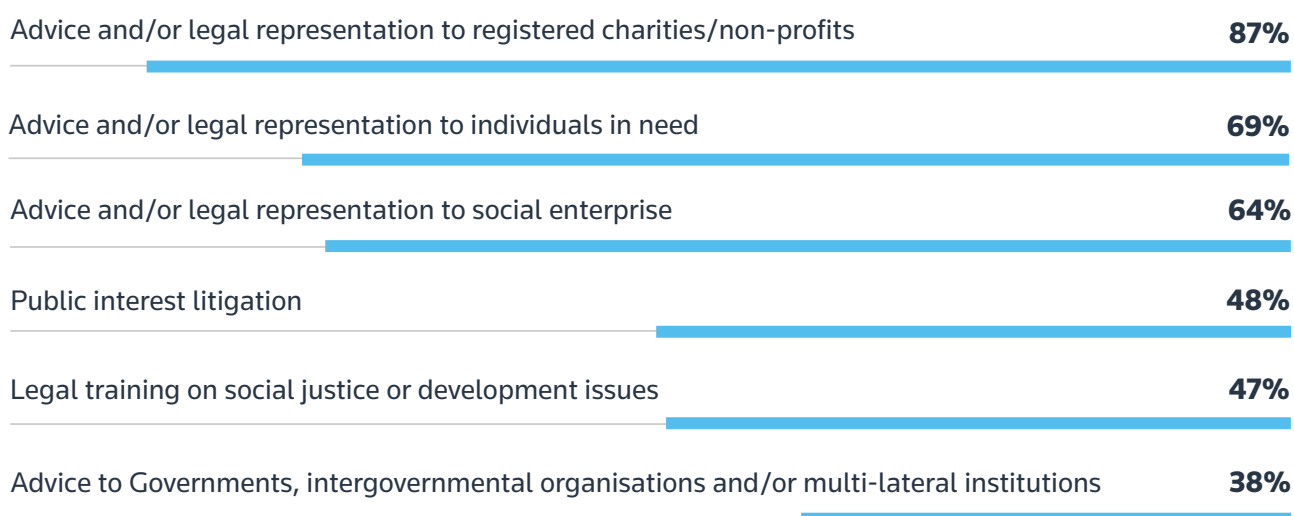 Advice and/or legal representation to registered charities/non-profits 87%
Advice and/or legal representation to individuals in need 69%
Advice and/or legal representation to social enterprise 64%
Public interest litigation 48%
Legal training on social justice or development issues 47%
Advice to Governments, intergovernmental organisations and/or multi-lateral institutions 38%